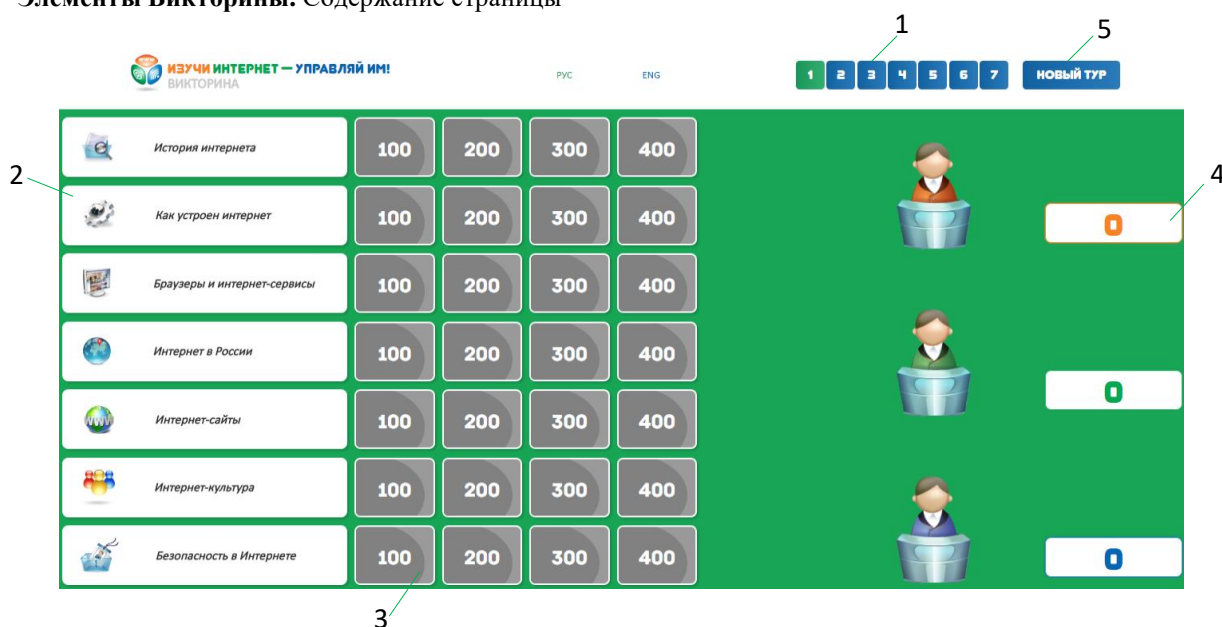 Элементы Викторины. Содержание страницы
1 5
ИЗУЧИ ИНТЕРНЕТ — УПРАВЛЯЙ ИМ!
ВИКТОРИНА
РУС ENG
1 2 3 4 5 6 7 НОВЫЙ ТУР
История интернета 100 200 300 400
2 4
Как устроен интернет 100 200 300 400
0
Браузеры и интернет-сервисы 100 200 300 400
Интернет в России 100 200 300 400
0
Интернет-сайты 100 200 300 400
Интернет-культура 100 200 300 400
Безопасность в Интернете 100 200 300 400
0
3